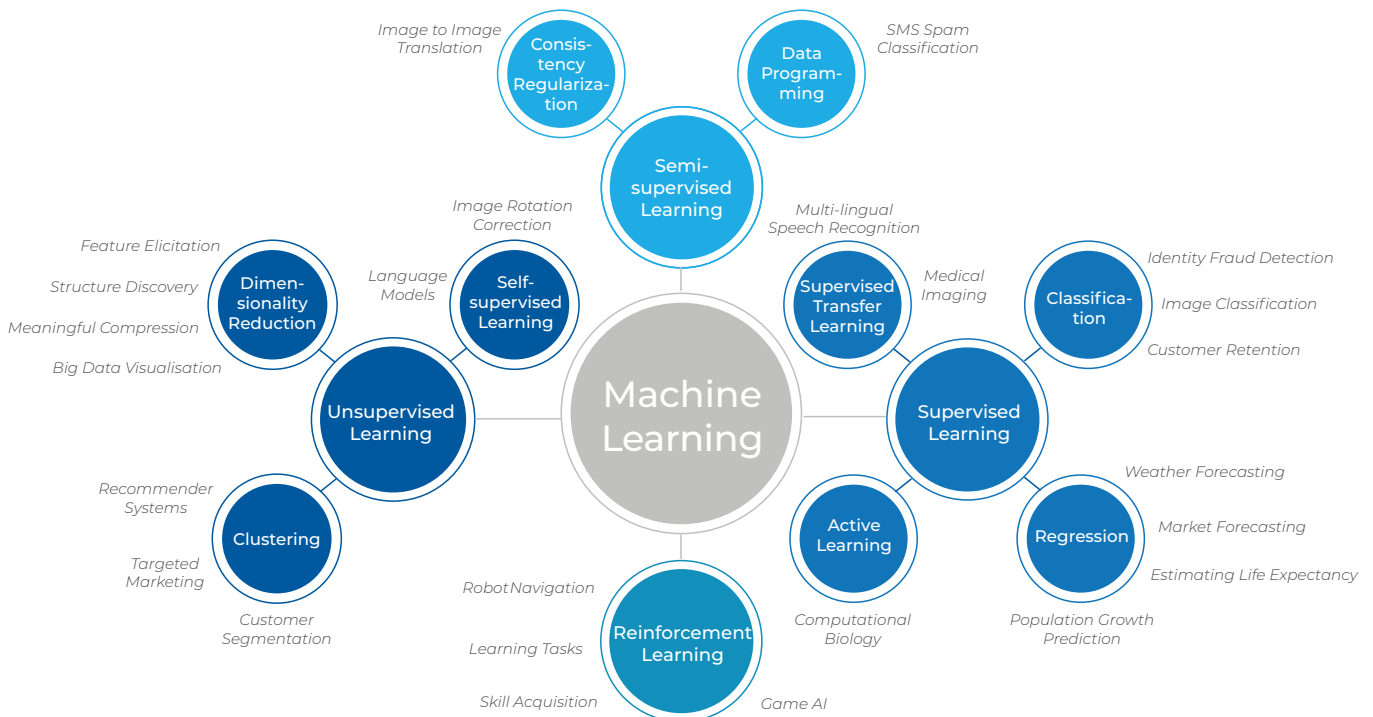 Image to Image
Translation
Consis-
tency
Regulariza-
tion
Data
Program-
ming
SMS Spam
Classification
Semi-
supervised
Learning
Image Rotation
Correction
Language
Models
Self-
supervised
Learning
Feature Elicitation
Structure Discovery
Meaningful Compression
Big Data Visualisation
Dimen-
sionality
Reduction
Unsupervised
Learning
Recommender
Systems
Targeted
Marketing
Customer
Segmentation
Clustering
Machine
Learning
Multi-lingual
Speech Recognition
Medical
Imaging
Supervised
Transfer
Learning
Classifica-
tion
Identity Fraud Detection
Image Classification
Customer Retention
Supervised
Learning
Active
Learning
Computational
Biology
Regression
Weather Forecasting
Market Forecasting
Estimating Life Expectancy
Population Growth
Prediction
Reinforcement
Learning
Robot Navigation
Learning Tasks
Skill Acquisition
Game AI